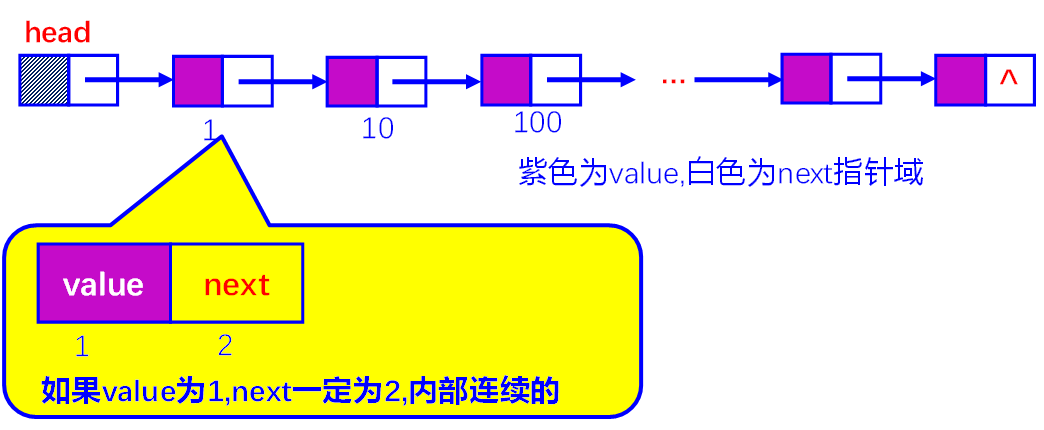 head
...
^
1
10
100
紫色为value,白色为next指针域
value
next
1
2
如果value为1,next一定为2,内部连续的